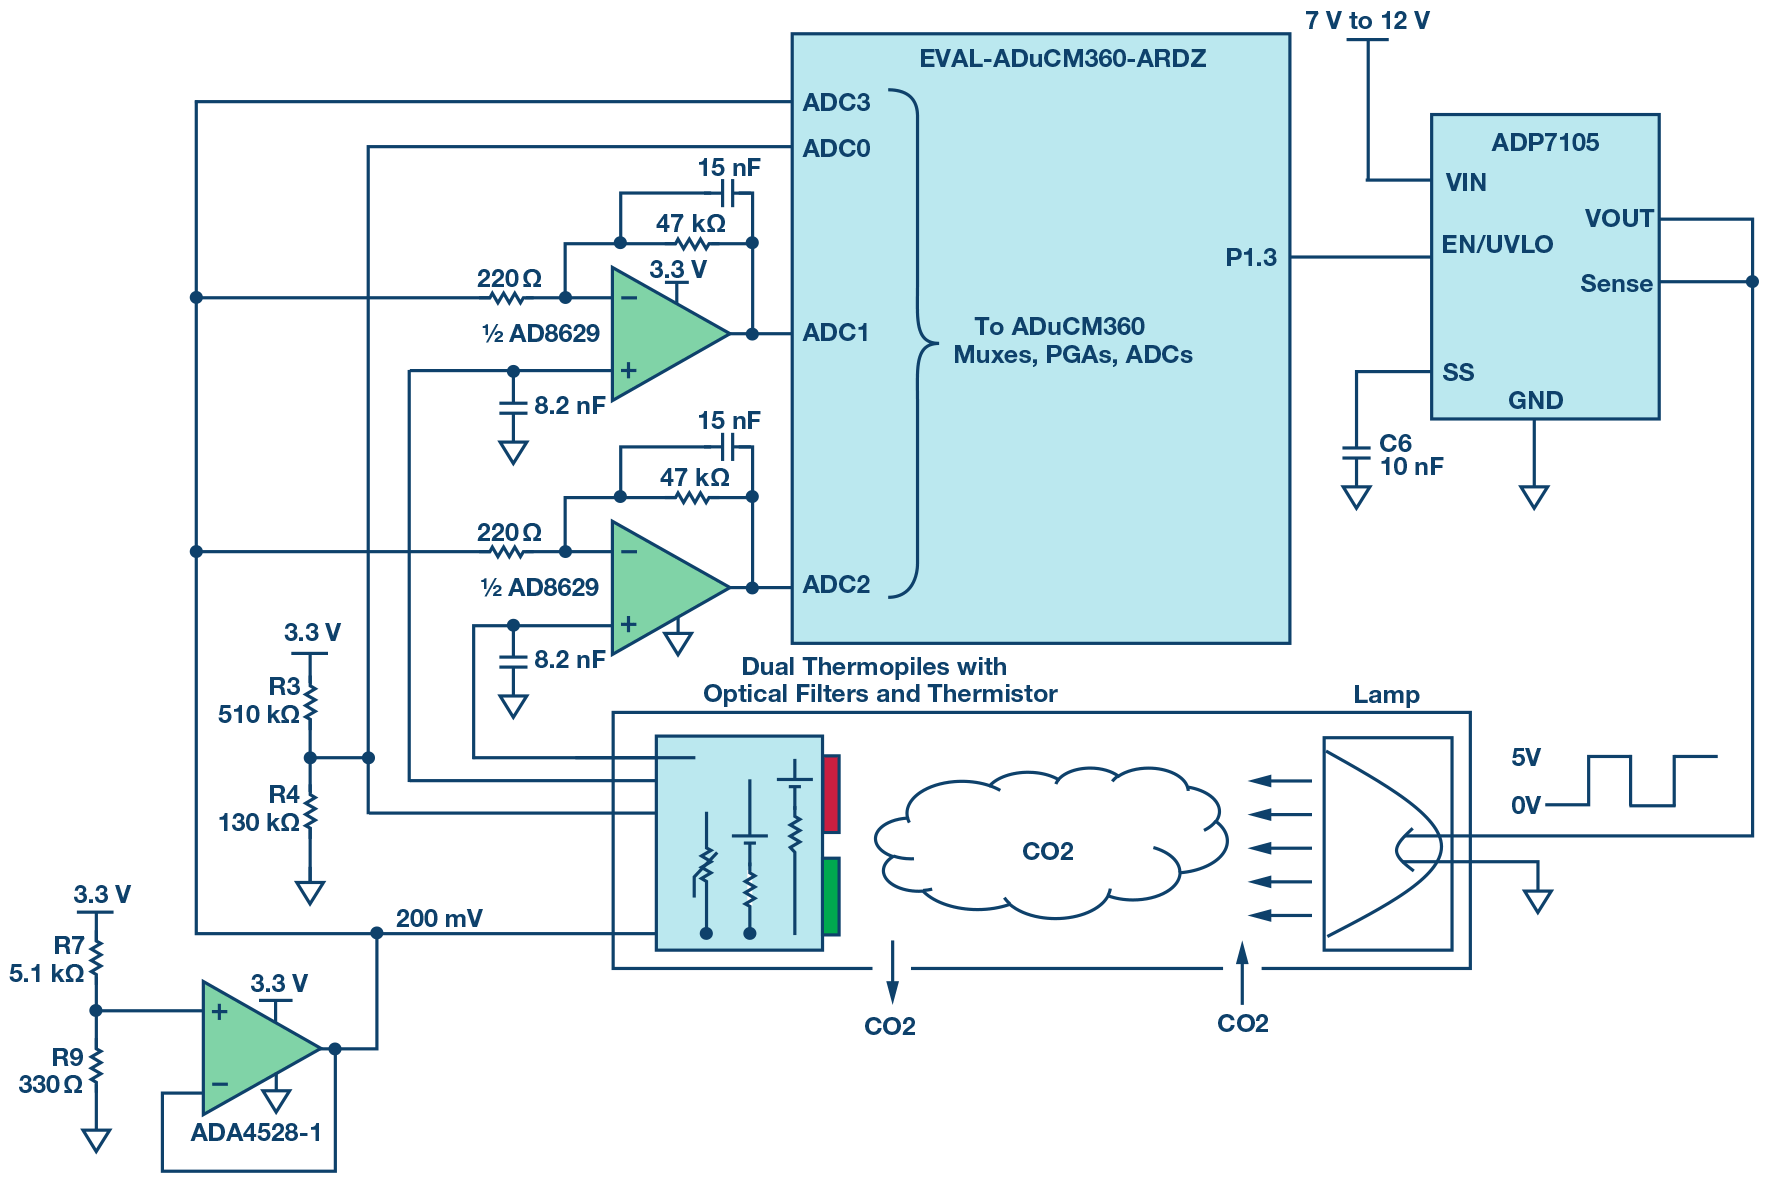 7 V to 12 V
EVAL-ADuCM360-ARDZ
ADC3
ADC0
15 nF
47 kΩ
3.3 V
220 Ω
−
½ AD8629
+
8.2 nF
ADC1
To ADuCM360
Muxes, PGAs, ADCs
P1.3
ADP7105
VIN
VOUT
EN/UVLO
Sense
SS
GND
C6
10 nF
15 nF
47 kΩ
220 Ω
−
½ AD8629
+
8.2 nF
ADC2
3.3 V
R3
510 kΩ
R4
130 kΩ
Dual Thermopiles with
Optical Filters and Thermistor
Lamp
CO2
5V
0V
200 mV
3.3 V
R7
5.1 kΩ
R9
330 Ω
3.3 V
+
−
ADA4528-1
CO2
CO2